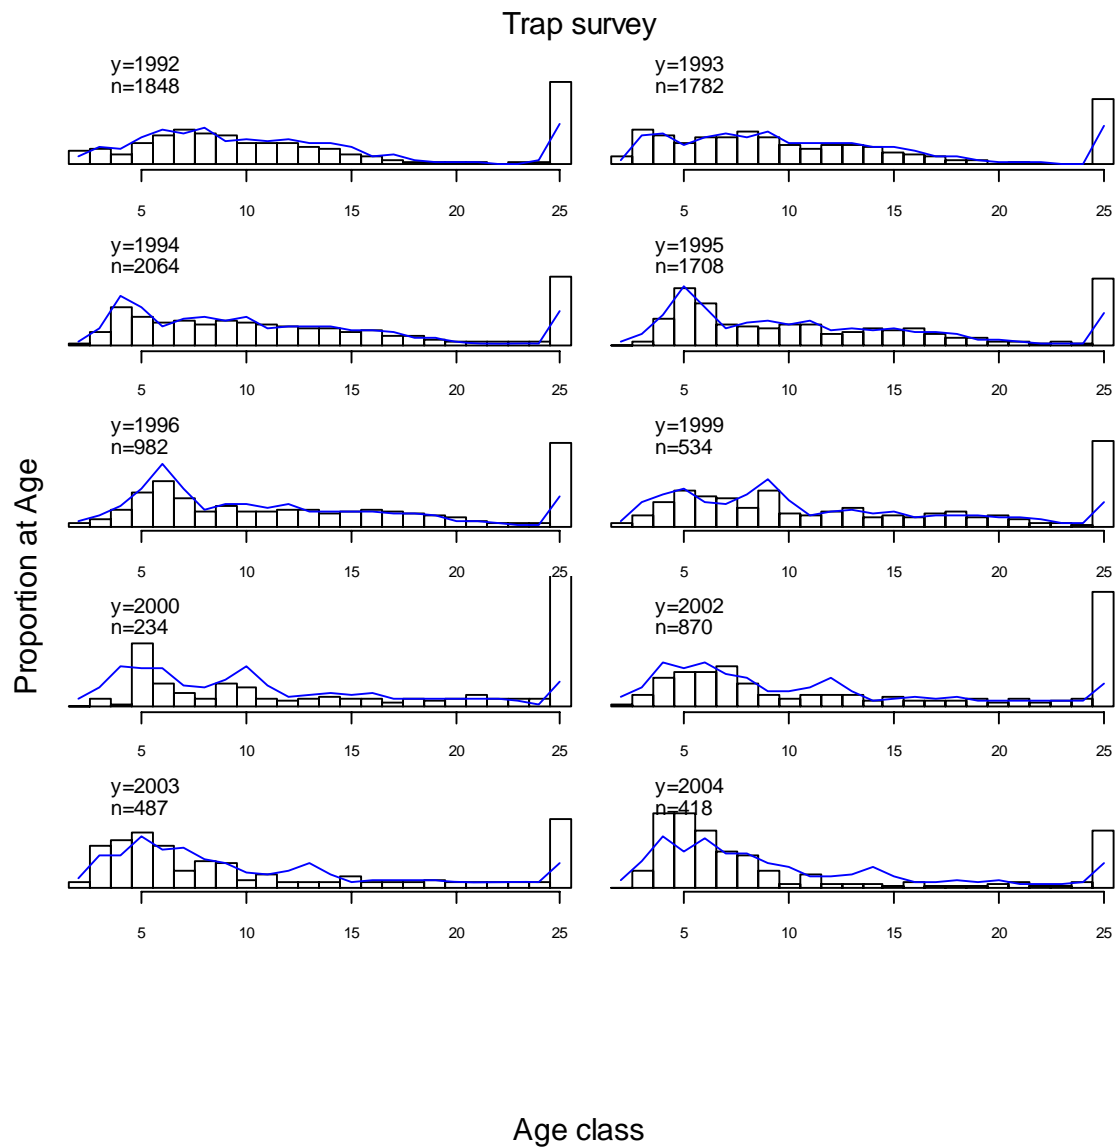 Trap survey
y=1992
n=1848
5 10 15 20 25
y=1993
n=1782
5 10 15 20 25
y=1994
n=2064
5 10 15 20 25
y=1995
n=1708
5 10 15 20 25
y=1996
n=982
5 10 15 20 25
y=1999
n=534
5 10 15 20 25
y=2000
n=234
5 10 15 20 25
y=2002
n=870
5 10 15 20 25
y=2003
n=487
5 10 15 20 25
y=2004
n=418
5 10 15 20 25
Proportion at Age
Age class